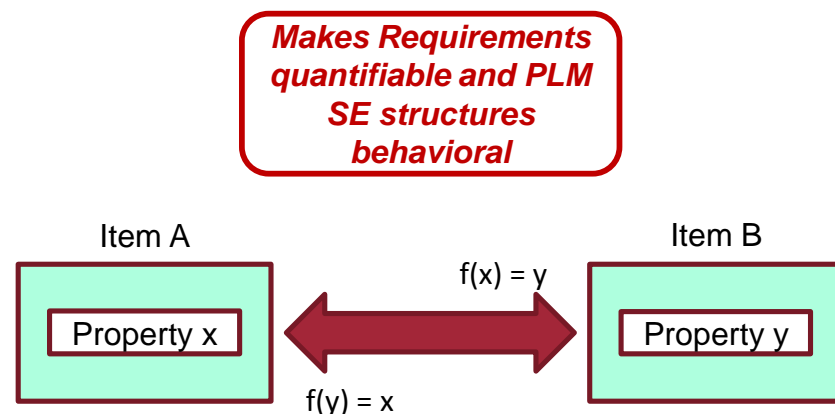 Makes Requirements
quantifiable and PLM
SE structures
behavioral
Item A
Item B
f(x) = y
Property x
Property y
f(y) = x